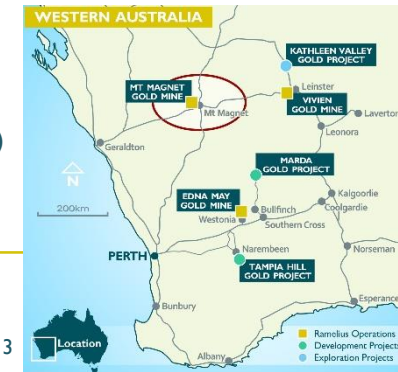 WESTERN AUSTRALIA
KATHLEEN VALLEY
GOLD PROJECT
MT MAGNET
GOLD MINE
Leinster
Mt Magnet
VIVIEN
GOLD MINE
Laverton
Leonora
Geraldton
N
MARDA
GOLD PROJECT
200km
EDNA MAY
GOLD MINE
Kalgoorlie
Bullfinch
Coolgardie
Westonia
Southern Cross
PERTH
Narembeen
Norseman
TAMPIA HILL
GOLD PROJECT
Bunbury
Esperance
3
Location
Albany
Ramelius Operations
Development Projects
Exploration Projects